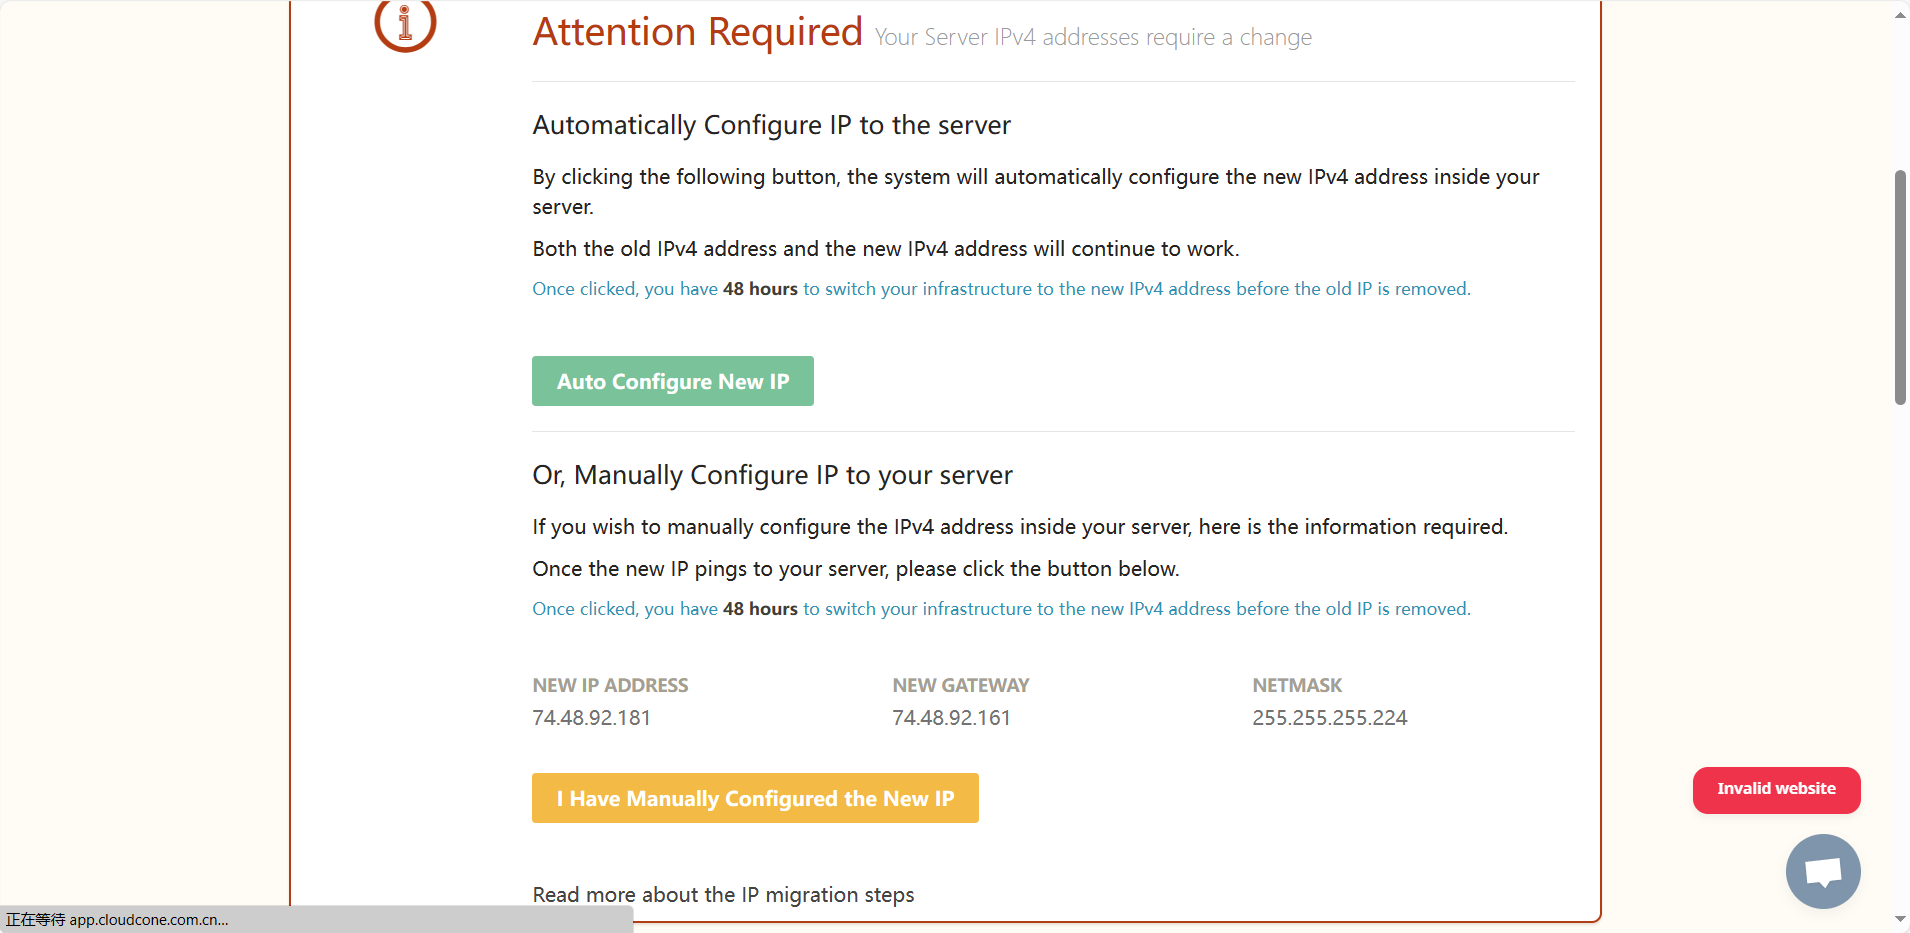 Attention Required Your Server IPv4 addresses require a change
Automatically Configure IP to the server
By clicking the following button, the system will automatically configure the new IPv4 address inside your
server.
Both the old IPv4 address and the new IPv4 address will continue to work.
Once clicked, you have 48 hours to switch your infrastructure to the new IPv4 address before the old IP is removed.
Auto Configure New IP
Or, Manually Configure IP to your server
If you wish to manually configure the IPv4 address inside your server, here is the information required.
Once the new IP pings to your server, please click the button below.
Once clicked, you have 48 hours to switch your infrastructure to the new IPv4 address before the old IP is removed.
NEW IP ADDRESS NEW GATEWAY NETMASK
74.48.92.181 74.48.92.161 255.255.255.224
I Have Manually Configured the New IP
Invalid website
Read more about the IP migration steps
正在等待 app.cloudcone.com.cn...